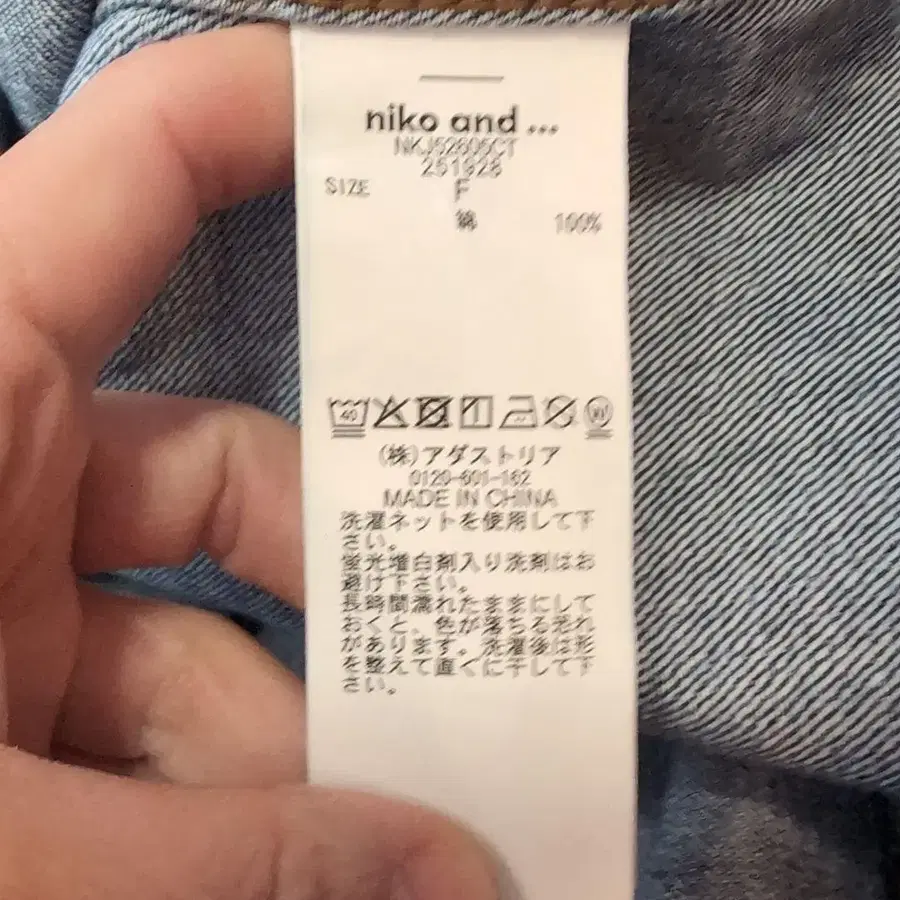 niko and ...
NKJ52605CT
251928
SIZE F
綿 100%
40
W
(株)アダストリア
0120-601-162
MADE IN CHINA
洗濯ネットを使用して下
さい。
蛍光増白剤入り洗剤はお
避け下さい。
長時間濡れたままにして
おくと、色が落ちる恐れ
があります。洗濯後は形
を整えて直ぐに干して下
さい。